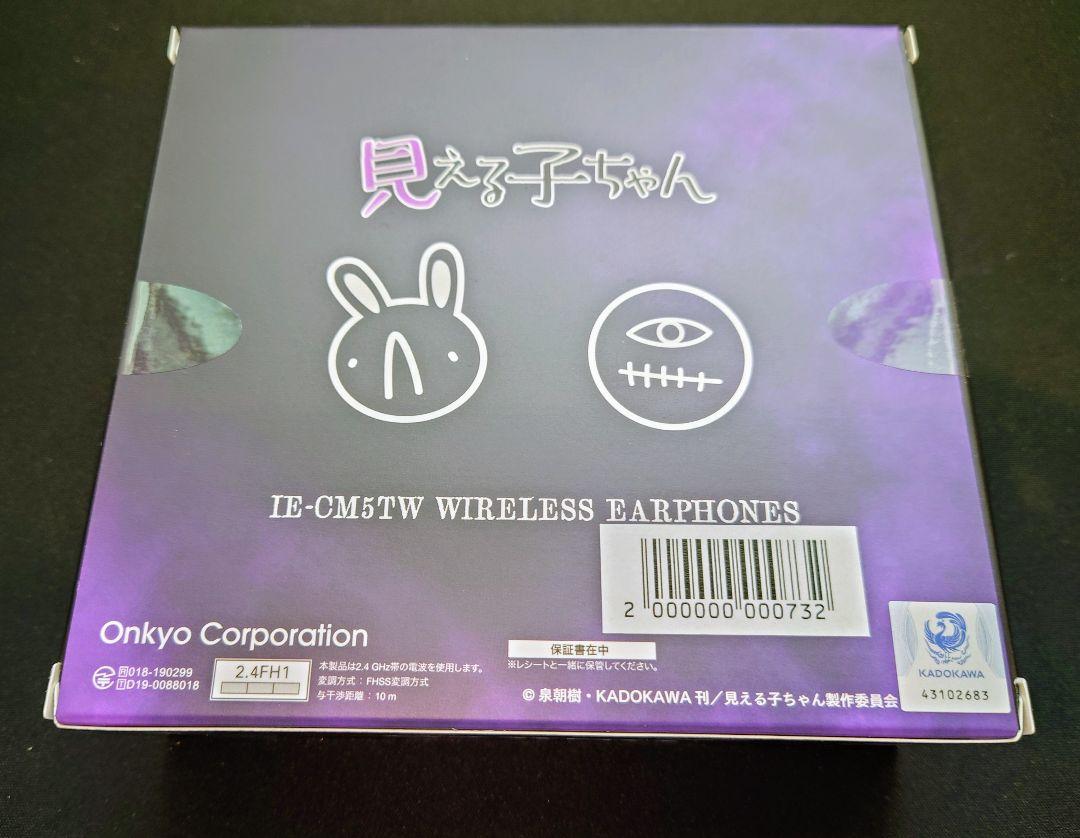 見える子ちゃん
IE-CM5TW WIRELESS EARPHONES
2 000000 000732
Onkyo Corporation
R 018-190299
T D19-0088018
2.4FH1
本製品は2.4 GHz帯の電波を使用します。
変調方式：FHSS変調方式
与干渉距離：10 m
保証書在中
※レシートと一緒に保管してください。
© 泉朝樹・KADOKAWA 刊／見える子ちゃん製作委員会
KADOKAWA
43102683